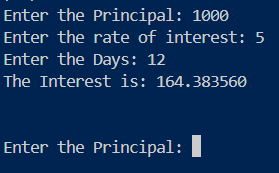 Enter the Principal: 1000
Enter the rate of interest: 5
Enter the Days: 12
The Interest is: 164.383560
Enter the Principal: